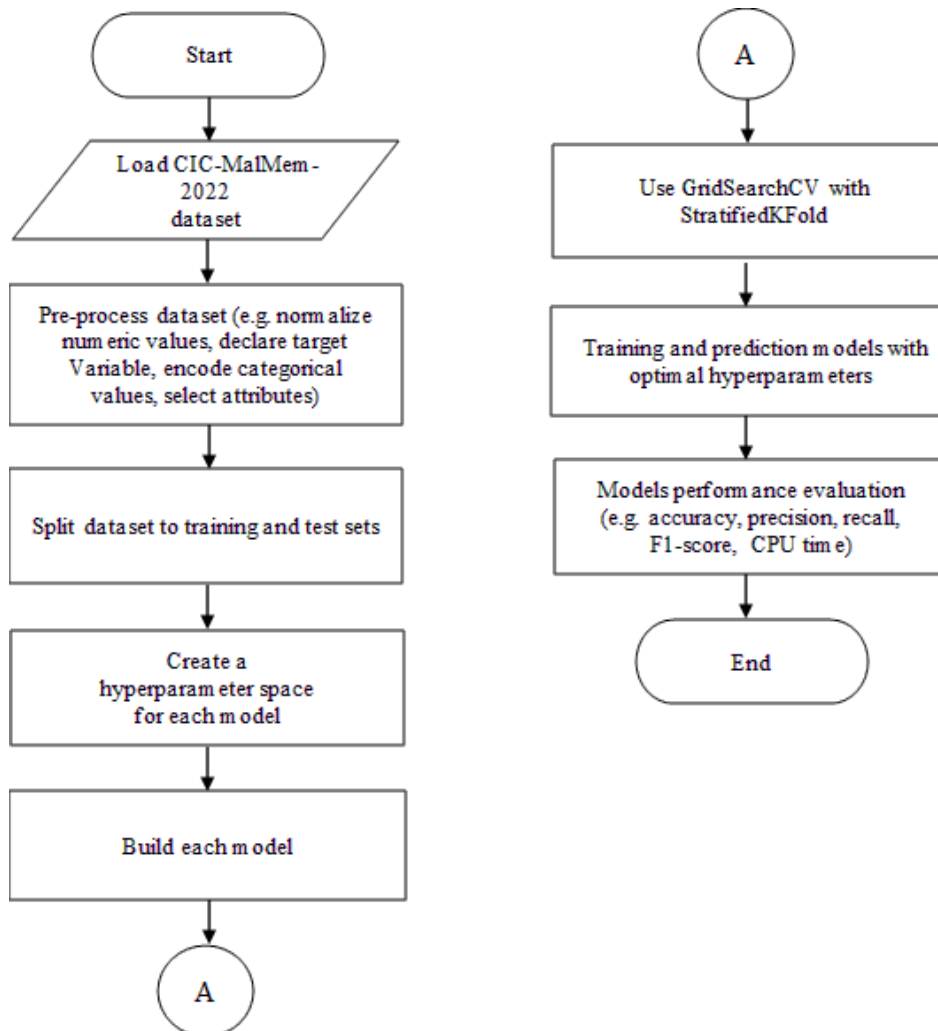 Start
Load CIC-MalMem-
2022
dataset
Pre-process dataset (e.g. normalize
numeric values, declare target
Variable, encode categorical
values, select attributes)
Split dataset to training and test sets
Create a
hyperparameter space
for each model
Build each model
A
A
Use GridSearchCV with
StratifiedKFold
Training and prediction models with
optimal hyperparameters
Models performance evaluation
(e.g. accuracy, precision, recall,
F1-score, CPU time)
End